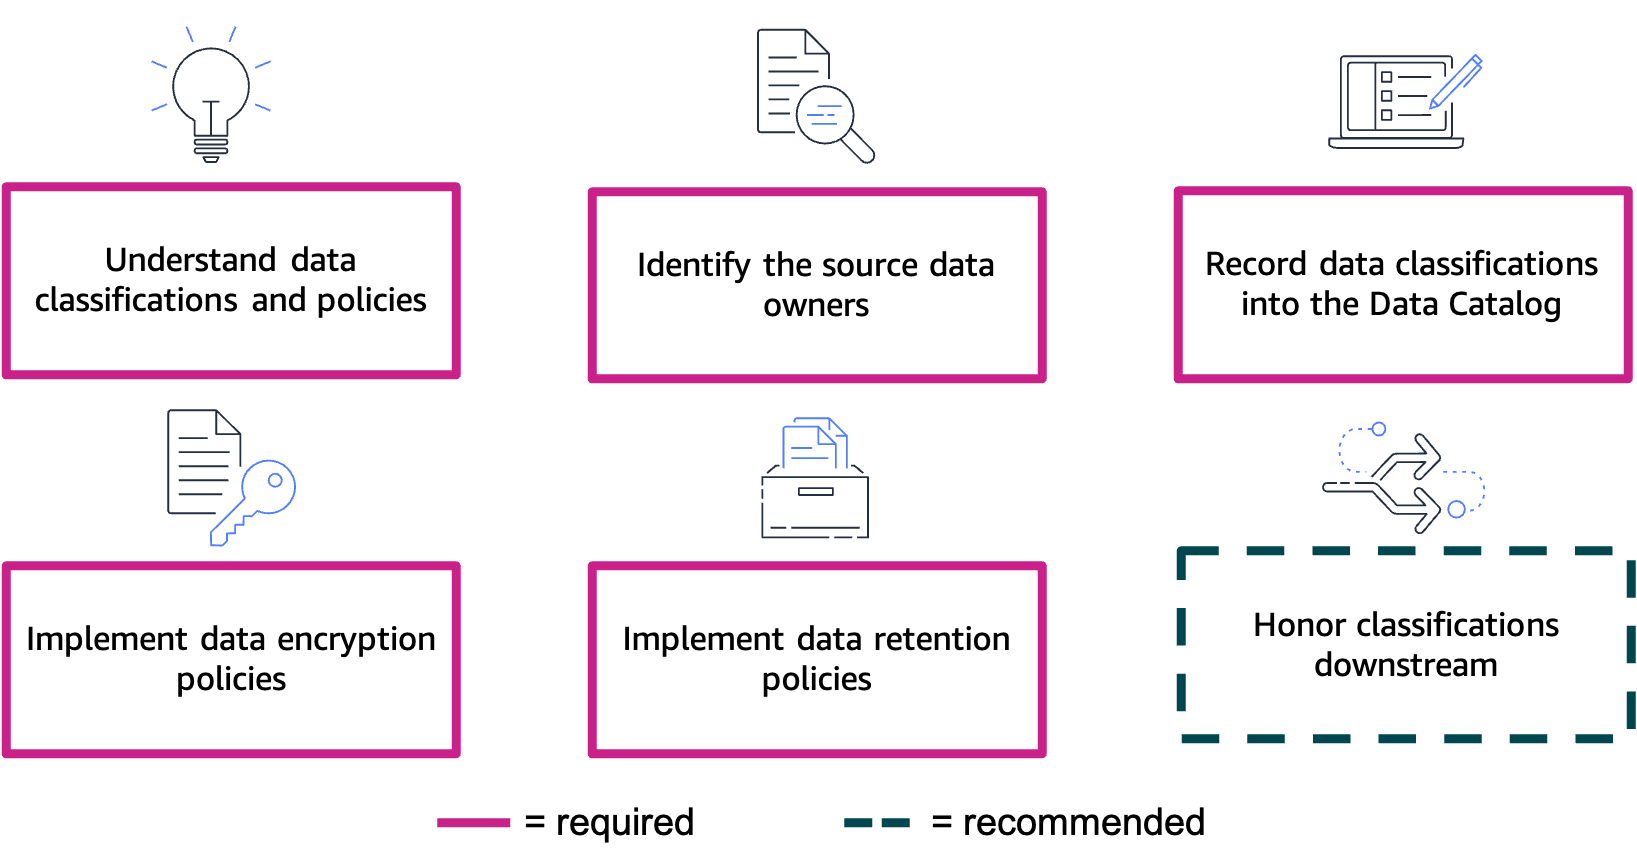 Understand data
classifications and policies
Identify the source data
owners
Record data classifications
into the Data Catalog
Implement data encryption
policies
Implement data retention
policies
Honor classifications
downstream
= required
= recommended